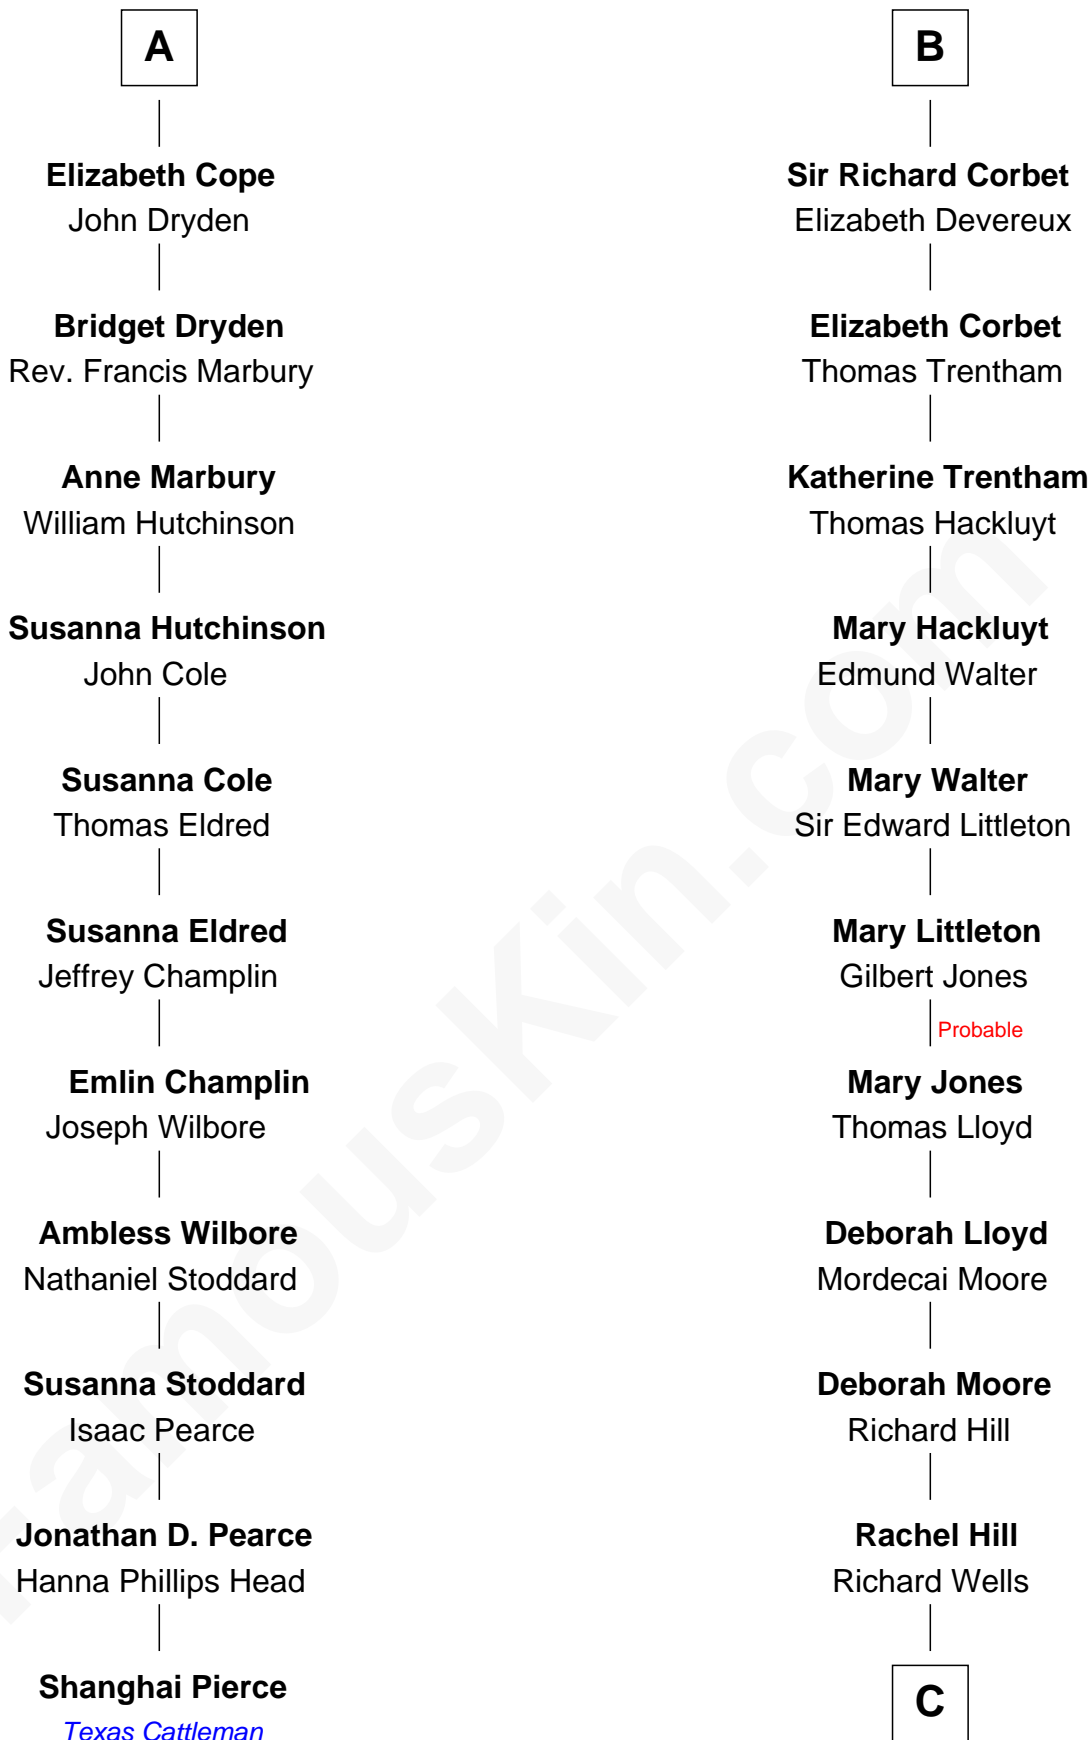 A
Elizabeth Cope
John Dryden
Bridget Dryden
Rev. Francis Marbury
Anne Marbury
William Hutchinson
Susanna Hutchinson
John Cole
Susanna Cole
Thomas Eldred
Susanna Eldred
Jeffrey Champlin
Emlin Champlin
Joseph Wilbore
Ambless Wilbore
Nathaniel Stoddard
Susanna Stoddard
Isaac Pearce
Jonathan D. Pearce
Hanna Phillips Head
Shanghai Pierce
Texas Cattleman
B
Sir Richard Corbet
Elizabeth Devereux
Elizabeth Corbet
Thomas Trentham
Katherine Trentham
Thomas Hackluyt
Mary Hackluyt
Edmund Walter
Mary Walter
Sir Edward Littleton
Mary Littleton
Gilbert Jones
Probable
Mary Jones
Thomas Lloyd
Deborah Lloyd
Mordecai Moore
Deborah Moore
Richard Hill
Rachel Hill
Richard Wells
C
FamousKin.com